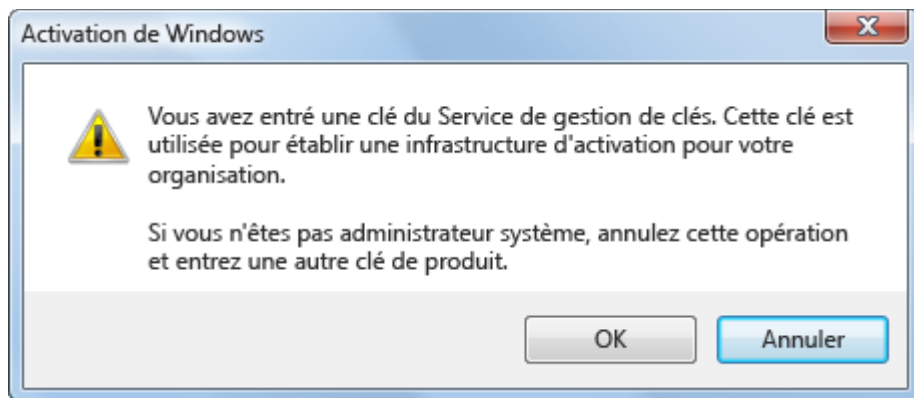 Activation de Windows
Vous avez entré une clé du Service de gestion de clés. Cette clé est
utilisée pour établir une infrastructure d'activation pour votre
organisation.
Si vous n'êtes pas administrateur système, annulez cette opération
et entrez une autre clé de produit.
OK
Annuler